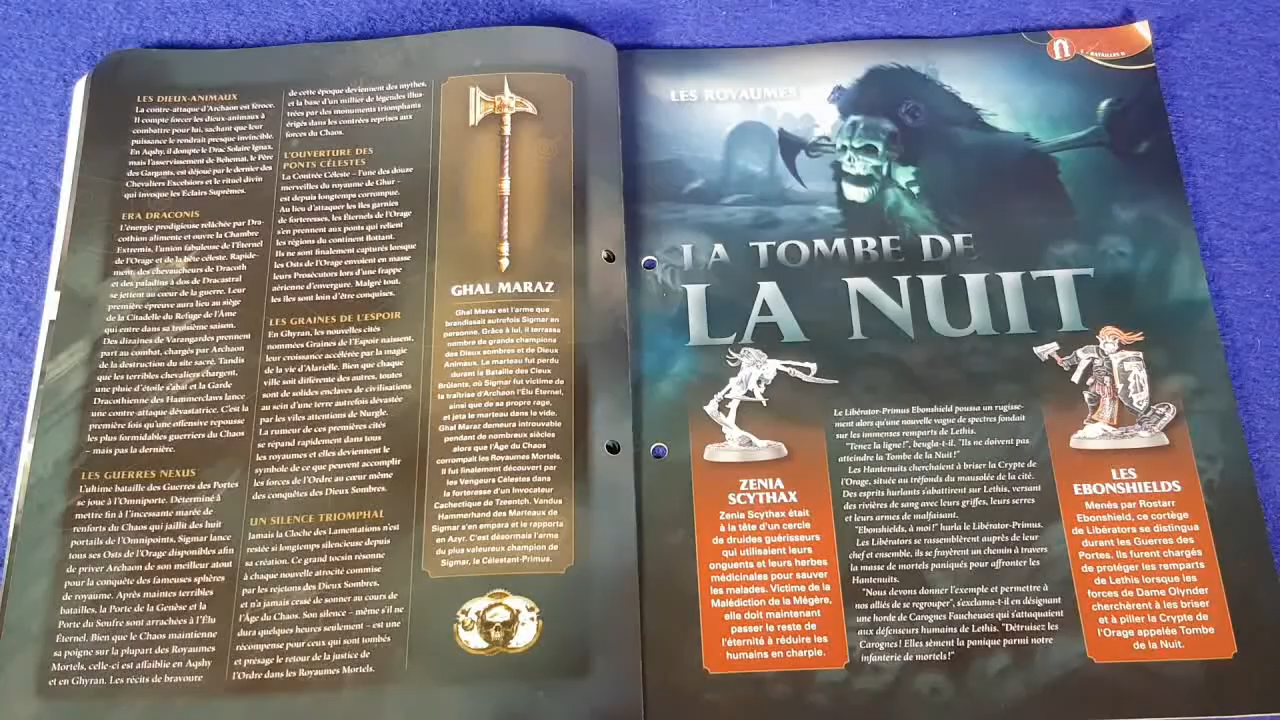 LES DIEUX-ANIMAUX
La contre-attaque d'Archaon est féroce.
Il compte forcer les dieux-animaux à
combattre pour lui, sachant que leur
puissance le rendrait presque invincible.
En Aqshy, il dompte le Drac Solaire Ignax,
mais l'asservissement de Behemat, le Père
des Gargants, est déjoué par le dernier des
Chevaliers Excelsiors et le rituel divin
qui invoque les Éclairs Suprêmes.
ERA DRACONIS
L'énergie prodigieuse relâchée par Dra-
cothion alimente et ouvre la Chambre
Extremis, l'union fabuleuse de l'Éternel
de l'Orage et de la bête céleste. Rapide-
ment, des chevaucheurs de Dracoth
et des paladins à dos de Dracastral
se jettent au cœur de la guerre. Leur
première épreuve aura lieu au siège
de la Citadelle du Refuge de l'Âme
qui entre dans sa troisième saison.
Des dizaines de Varangardes prennent
part au combat, chargés par Archaon
de la destruction du site sacré. Tandis
que les terribles chevaliers chargent,
une pluie d'étoile s'abat et la Garde
Dracothienne des Hammerclaws lance
une contre-attaque dévastatrice. C'est la
première fois qu'une offensive repousse
les plus formidables guerriers du Chaos
– mais pas la dernière.
LES GUERRES NEXUS
L'ultime bataille des Guerres des Portes
se joue à l'Omniporte. Déterminé à
mettre fin à l'incessante marée de
renforts du Chaos qui jaillit des huit
portails de l'Omnipoints, Sigmar lance
tous ses Osts de l'Orage disponibles afin
de priver Archaon de son meilleur atout
pour la conquête des fameuses sphères
de royaume. Après maintes terribles
batailles, la Porte de la Genèse et la
Porte du Soufre sont arrachées à l'Élu
Éternel. Bien que le Chaos maintienne
sa poigne sur la plupart des Royaumes
Mortels, celle-ci est affaiblie en Aqshy
et en Ghyran. Les récits de bravoure
de cette époque deviennent des mythes,
et la base d'un millier de légendes illus-
trées par des monuments triomphants
érigés dans les contrées reprises aux
forces du Chaos.
L'OUVERTURE DES
PONTS CÉLESTES
La Contrée Céleste – l'une des douze
merveilles du royaume de Ghur –
est depuis longtemps corrompue.
Au lieu d'attaquer les îles garnies
de forteresses, les Éternels de l'Orage
s'en prennent aux ponts qui relient
les régions du continent flottant.
Ils ne sont finalement capturés lorsque
les Osts de l'Orage envoient en masse
leurs Prosécutors lors d'une frappe
aérienne d'envergure. Malgré tout,
les îles sont loin d'être conquises.
LES GRAINES DE L'ESPOIR
En Ghyran, les nouvelles cités
nommées Graines de l'Espoir naissent,
leur croissance accélérée par la magie
de la vie d'Alarielle. Bien que chaque
ville soit différente des autres, toutes
sont de solides enclaves de civilisations
au sein d'une terre autrefois dévastée
par les viles attentions de Nurgle.
La rumeur de ces premières cités
se répand rapidement dans tous
les royaumes et elles deviennent le
symbole de ce que peuvent accomplir
les forces de l'Ordre au cœur même
des conquêtes des Dieux Sombres.
UN SILENCE TRIOMPHAL
Jamais la Cloche des Lamentations n'est
restée si longtemps silencieuse depuis
sa création. Ce grand tocsin résonne
à chaque nouvelle atrocité commise
par les rejetons des Dieux Sombres,
et n'a jamais cessé de sonner au cours de
l'Âge du Chaos. Son silence – même s'il ne
dura quelques heures seulement – est une
récompense pour ceux qui sont tombés
et présage le retour de la justice de
l'Ordre dans les Royaumes Mortels.
GHAL MARAZ
Ghal Maraz est l'arme que
brandissait autrefois Sigmar en
personne. Grâce à lui, il terrassa
nombre de grands champions
des Dieux sombres et de Dieux
Animaux. Le marteau fut perdu
durant la Bataille des Cieux
Brûlants, où Sigmar fut victime de
la traîtrise d'Archaon l'Élu Éternel,
ainsi que de sa propre rage,
et jeta le marteau dans le vide.
Ghal Maraz demeura introuvable
pendant de nombreux siècles
alors que l'Âge du Chaos
corrompait les Royaumes Mortels.
Il fut finalement découvert par
les Vengeurs Célestes dans
la forteresse d'un Invocateur
Cachectique de Tzeentch. Vandus
Hammerhand des Marteaux de
Sigmar s'en empara et le rapporta
en Azyr. C'est désormais l'arme
du plus valeureux champion de
Sigmar, le Célestant-Primus.
LES ROYAUMES
LA TOMBE DE
LA NUIT
ZENIA
SCYTHAX
Zenia Scythax était
à la tête d'un cercle
de druides guérisseurs
qui utilisaient leurs
onguents et leurs herbes
médicinales pour sauver
les malades. Victime de la
Malédiction de la Mégère,
elle doit maintenant
passer le reste de
l'éternité à réduire les
humains en charpie.
Le Libérator-Primus Ebonshield poussa un rugisse-
ment alors qu'une nouvelle vague de spectres fondait
sur les immenses remparts de Lethis.
"Tenez la ligne!", beugla-t-il. "Ils ne doivent pas
atteindre la Tombe de la Nuit!"
Les Hantenuits cherchaient à briser la Crypte de
l'Orage, située au tréfonds du mausolée de la cité.
Des esprits hurlants s'abattirent sur Lethis, versant
des rivières de sang avec leurs griffes, leurs serres
et leurs armes de malfaisant.
"Ebonshields, à moi!" hurla le Libérator-Primus.
Les Libérators se rassemblèrent auprès de leur
chef et ensemble, ils se frayèrent un chemin à travers
la masse de mortels paniqués pour affronter les
Hantenuits.
"Nous devons donner l'exemple et permettre à
nos alliés de se regrouper", s'exclama-t-il en désignant
une horde de Carognes Faucheuses qui s'attaquaient
aux défenseurs humains de Lethis. "Détruisez les
Carognes! Elles sèment la panique parmi notre
infanterie de mortels!"
LES
EBONSHIELDS
Menés par Rostarr
Ebonshield, ce cortège
de Libérators se distingua
durant les Guerres des
Portes. Ils furent chargés
de protéger les remparts
de Lethis lorsque les
forces de Dame Olynder
cherchèrent à les briser
et à piller la Crypte de
l'Orage appelée Tombe
de la Nuit.